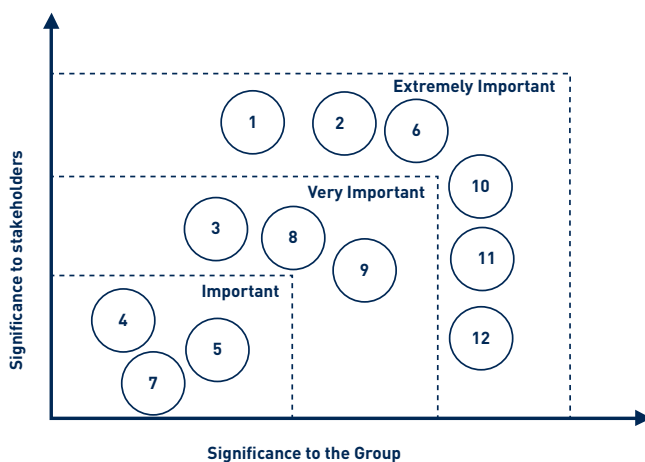 Significance to stakeholders
Extremely Important
1
2
6
10
Very Important
3
8
9
11
Important
4
5
7
12
Significance to the Group